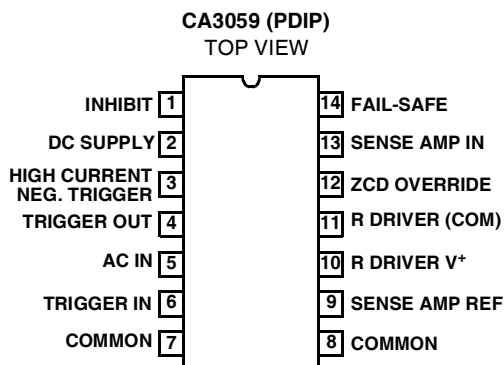 CA3059 (PDIP)
TOP VIEW
INHIBIT 1
14 FAIL-SAFE
DC SUPPLY 2
13 SENSE AMP IN
HIGH CURRENT
NEG. TRIGGER 3
12 ZCD OVERRIDE
TRIGGER OUT 4
11 R DRIVER (COM)
AC IN 5
10 R DRIVER V+
TRIGGER IN 6
9 SENSE AMP REF
COMMON 7
8 COMMON